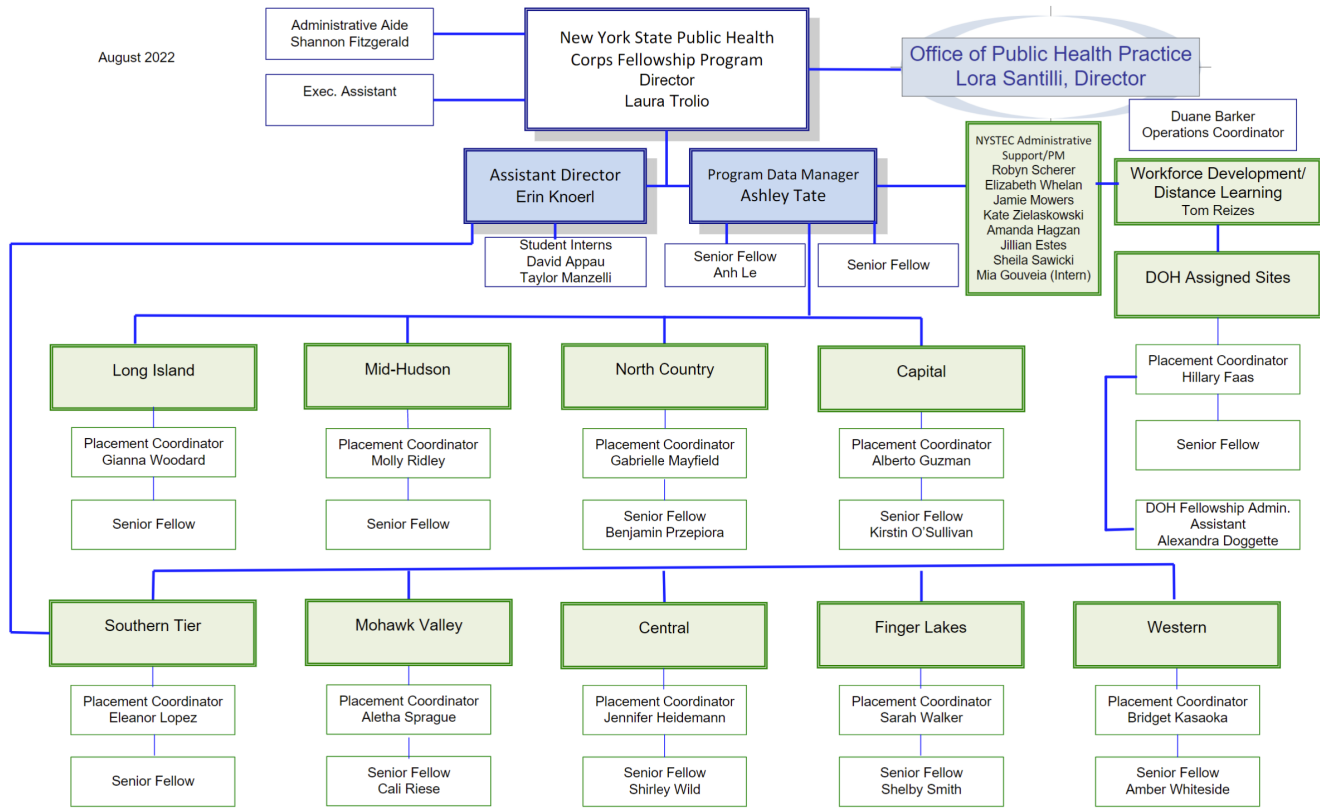 August 2022
Administrative Aide
Shannon Fitzgerald
Exec. Assistant
New York State Public Health
Corps Fellowship Program
Director
Laura Trolio
Office of Public Health Practice
Lora Santilli, Director
Duane Barker
Operations Coordinator
Assistant Director
Erin Knoerl
Program Data Manager
Ashley Tate
NYSTEC Administrative
Support/PM
Robyn Scherer
Elizabeth Whelan
Jamie Mowers
Kate Zielaskowski
Amanda Hagzan
Jillian Estes
Sheila Sawicki
Mia Gouveia (Intern)
Workforce Development/
Distance Learning
Tom Reizes
Student Interns
David Appau
Taylor Manzelli
Senior Fellow
Anh Le
Senior Fellow
DOH Assigned Sites
Long Island
Mid-Hudson
North Country
Capital
Placement Coordinator
Hillary Faas
Placement Coordinator
Gianna Woodard
Placement Coordinator
Molly Ridley
Placement Coordinator
Gabrielle Mayfield
Placement Coordinator
Alberto Guzman
Senior Fellow
Senior Fellow
Senior Fellow
Senior Fellow
Benjamin Przepiora
Senior Fellow
Kirstin O'Sullivan
DOH Fellowship Admin.
Assistant
Alexandra Doggette
Southern Tier
Mohawk Valley
Central
Finger Lakes
Western
Placement Coordinator
Eleanor Lopez
Placement Coordinator
Aletha Sprague
Placement Coordinator
Jennifer Heidemann
Placement Coordinator
Sarah Walker
Placement Coordinator
Bridget Kasaoka
Senior Fellow
Senior Fellow
Cali Riese
Senior Fellow
Shirley Wild
Senior Fellow
Shelby Smith
Senior Fellow
Amber Whiteside